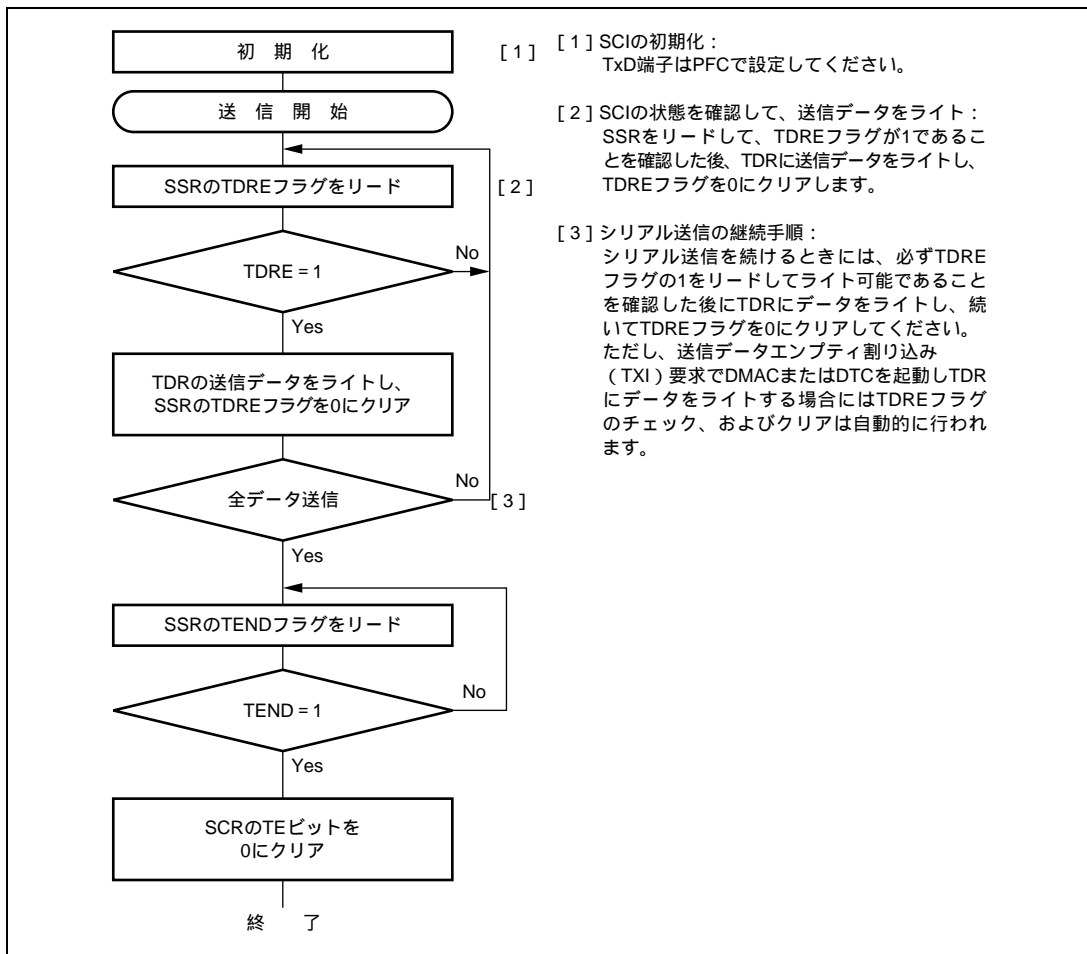 初 期 化
[ 1 ]
送 信 開 始
SSRのTDREフラグをリード
[ 2 ]
TDRE = 1
No
Yes
TDRの送信データをライトし、
SSRのTDREフラグを0にクリア
全データ送信
No
[ 3 ]
Yes
SSRのTENDフラグをリード
TEND = 1
No
Yes
SCRのTEビットを
0にクリア
終 了
[ 1 ] SCIの初期化：
TxD端子はPFCで設定してください。
[ 2 ] SCIの状態を確認して、送信データをライト：
SSRをリードして、TDREフラグが1であるこ
とを確認した後、TDRに送信データをライトし、
TDREフラグを0にクリアします。
[ 3 ] シリアル送信の継続手順：
シリアル送信を続けるときには、必ずTDRE
フラグの1をリードしてライト可能であること
を確認した後にTDRにデータをライトし、続
いてTDREフラグを0にクリアしてください。
ただし、送信データエンプティ割り込み
（TXI）要求でDMACまたはDTCを起動しTDR
にデータをライトする場合にはTDREフラグ
のチェック、およびクリアは自動的に行われ
ます。